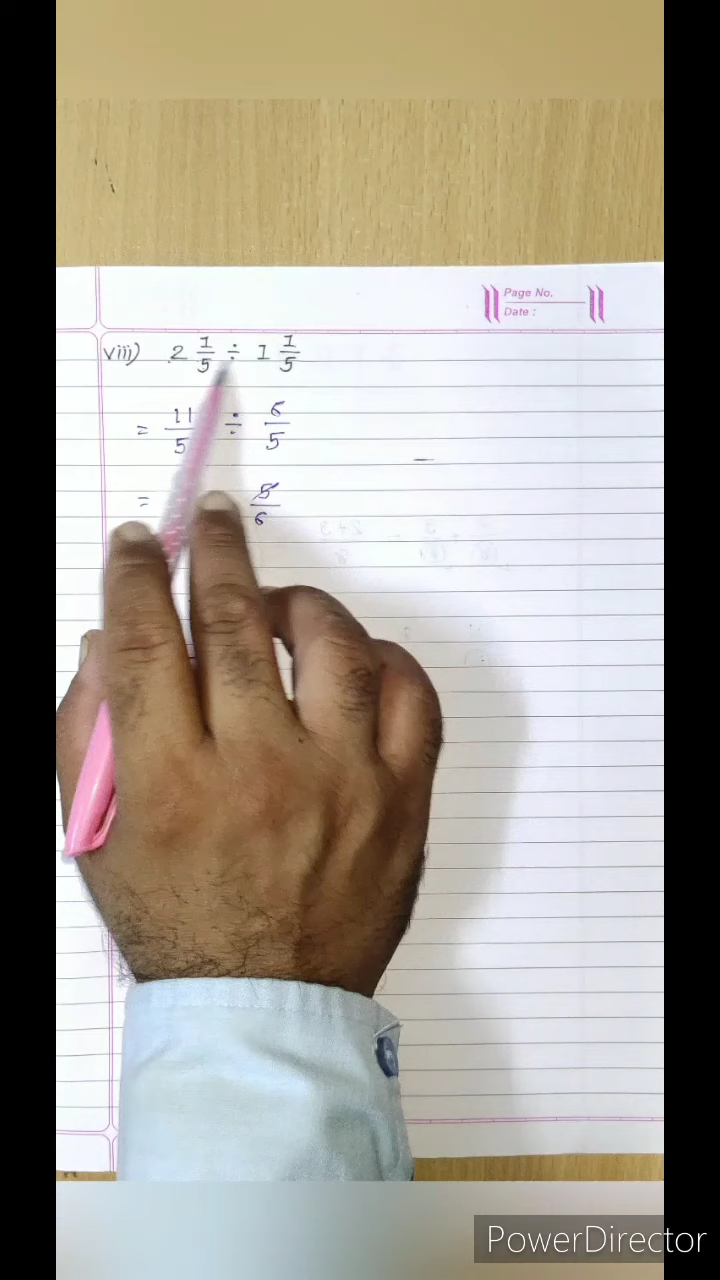 Page No.
Date :
viii) 2 1/5 ÷ 1 1/5
= 11/5 ÷ 6/5
= 5/6
PowerDirector